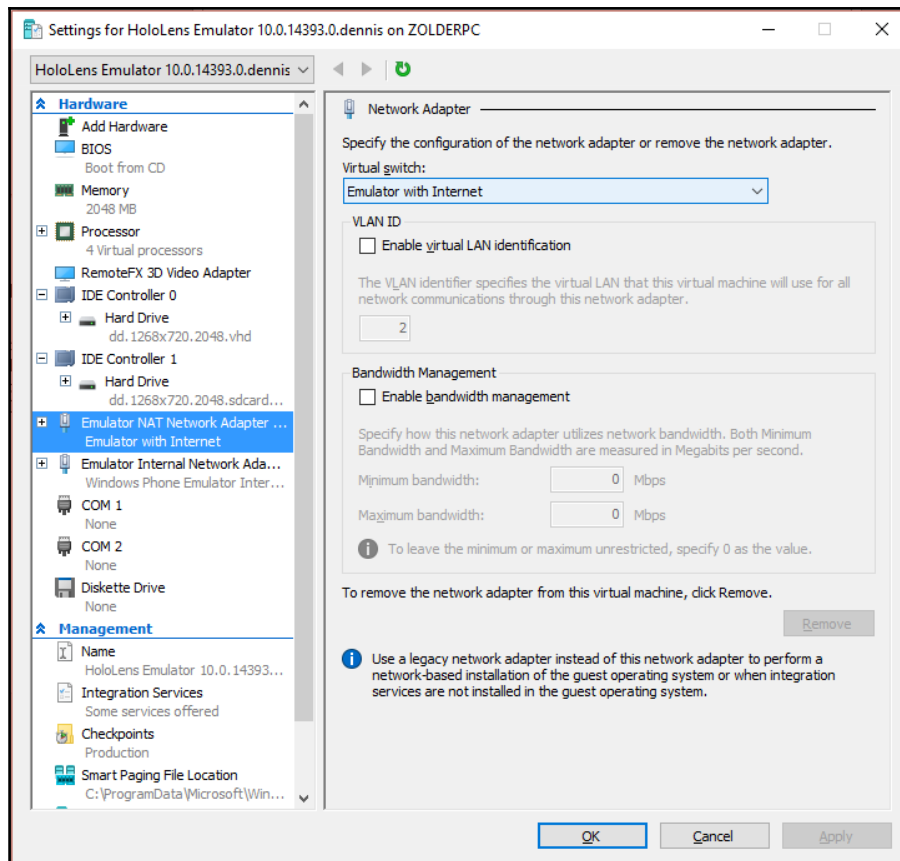 Settings for HoloLens Emulator 10.0.14393.0.dennis on ZOLDERPC
HoloLens Emulator 10.0.14393.0.dennis
Hardware
Add Hardware
BIOS
Boot from CD
Memory
2048 MB
Processor
4 Virtual processors
RemoteFX 3D Video Adapter
IDE Controller 0
Hard Drive
dd.1268x720.2048.vhd
IDE Controller 1
Hard Drive
dd.1268x720.2048.sdcard...
Emulator NAT Network Adapter ...
Emulator with Internet
Emulator Internal Network Ada...
Windows Phone Emulator Inter...
COM 1
None
COM 2
None
Diskette Drive
None
Management
Name
HoloLens Emulator 10.0.14393...
Integration Services
Some services offered
Checkpoints
Production
Smart Paging File Location
C:\ProgramData\Microsoft\Win...
Network Adapter
Specify the configuration of the network adapter or remove the network adapter.
Virtual switch:
Emulator with Internet
VLAN ID
Enable virtual LAN identification
The VLAN identifier specifies the virtual LAN that this virtual machine will use for all
network communications through this network adapter.
2
Bandwidth Management
Enable bandwidth management
Specify how this network adapter utilizes network bandwidth. Both Minimum
Bandwidth and Maximum Bandwidth are measured in Megabits per second.
Minimum bandwidth: 0 Mbps
Maximum bandwidth: 0 Mbps
To leave the minimum or maximum unrestricted, specify 0 as the value.
To remove the network adapter from this virtual machine, click Remove.
Remove
Use a legacy network adapter instead of this network adapter to perform a
network-based installation of the guest operating system or when integration
services are not installed in the guest operating system.
OK Cancel Apply